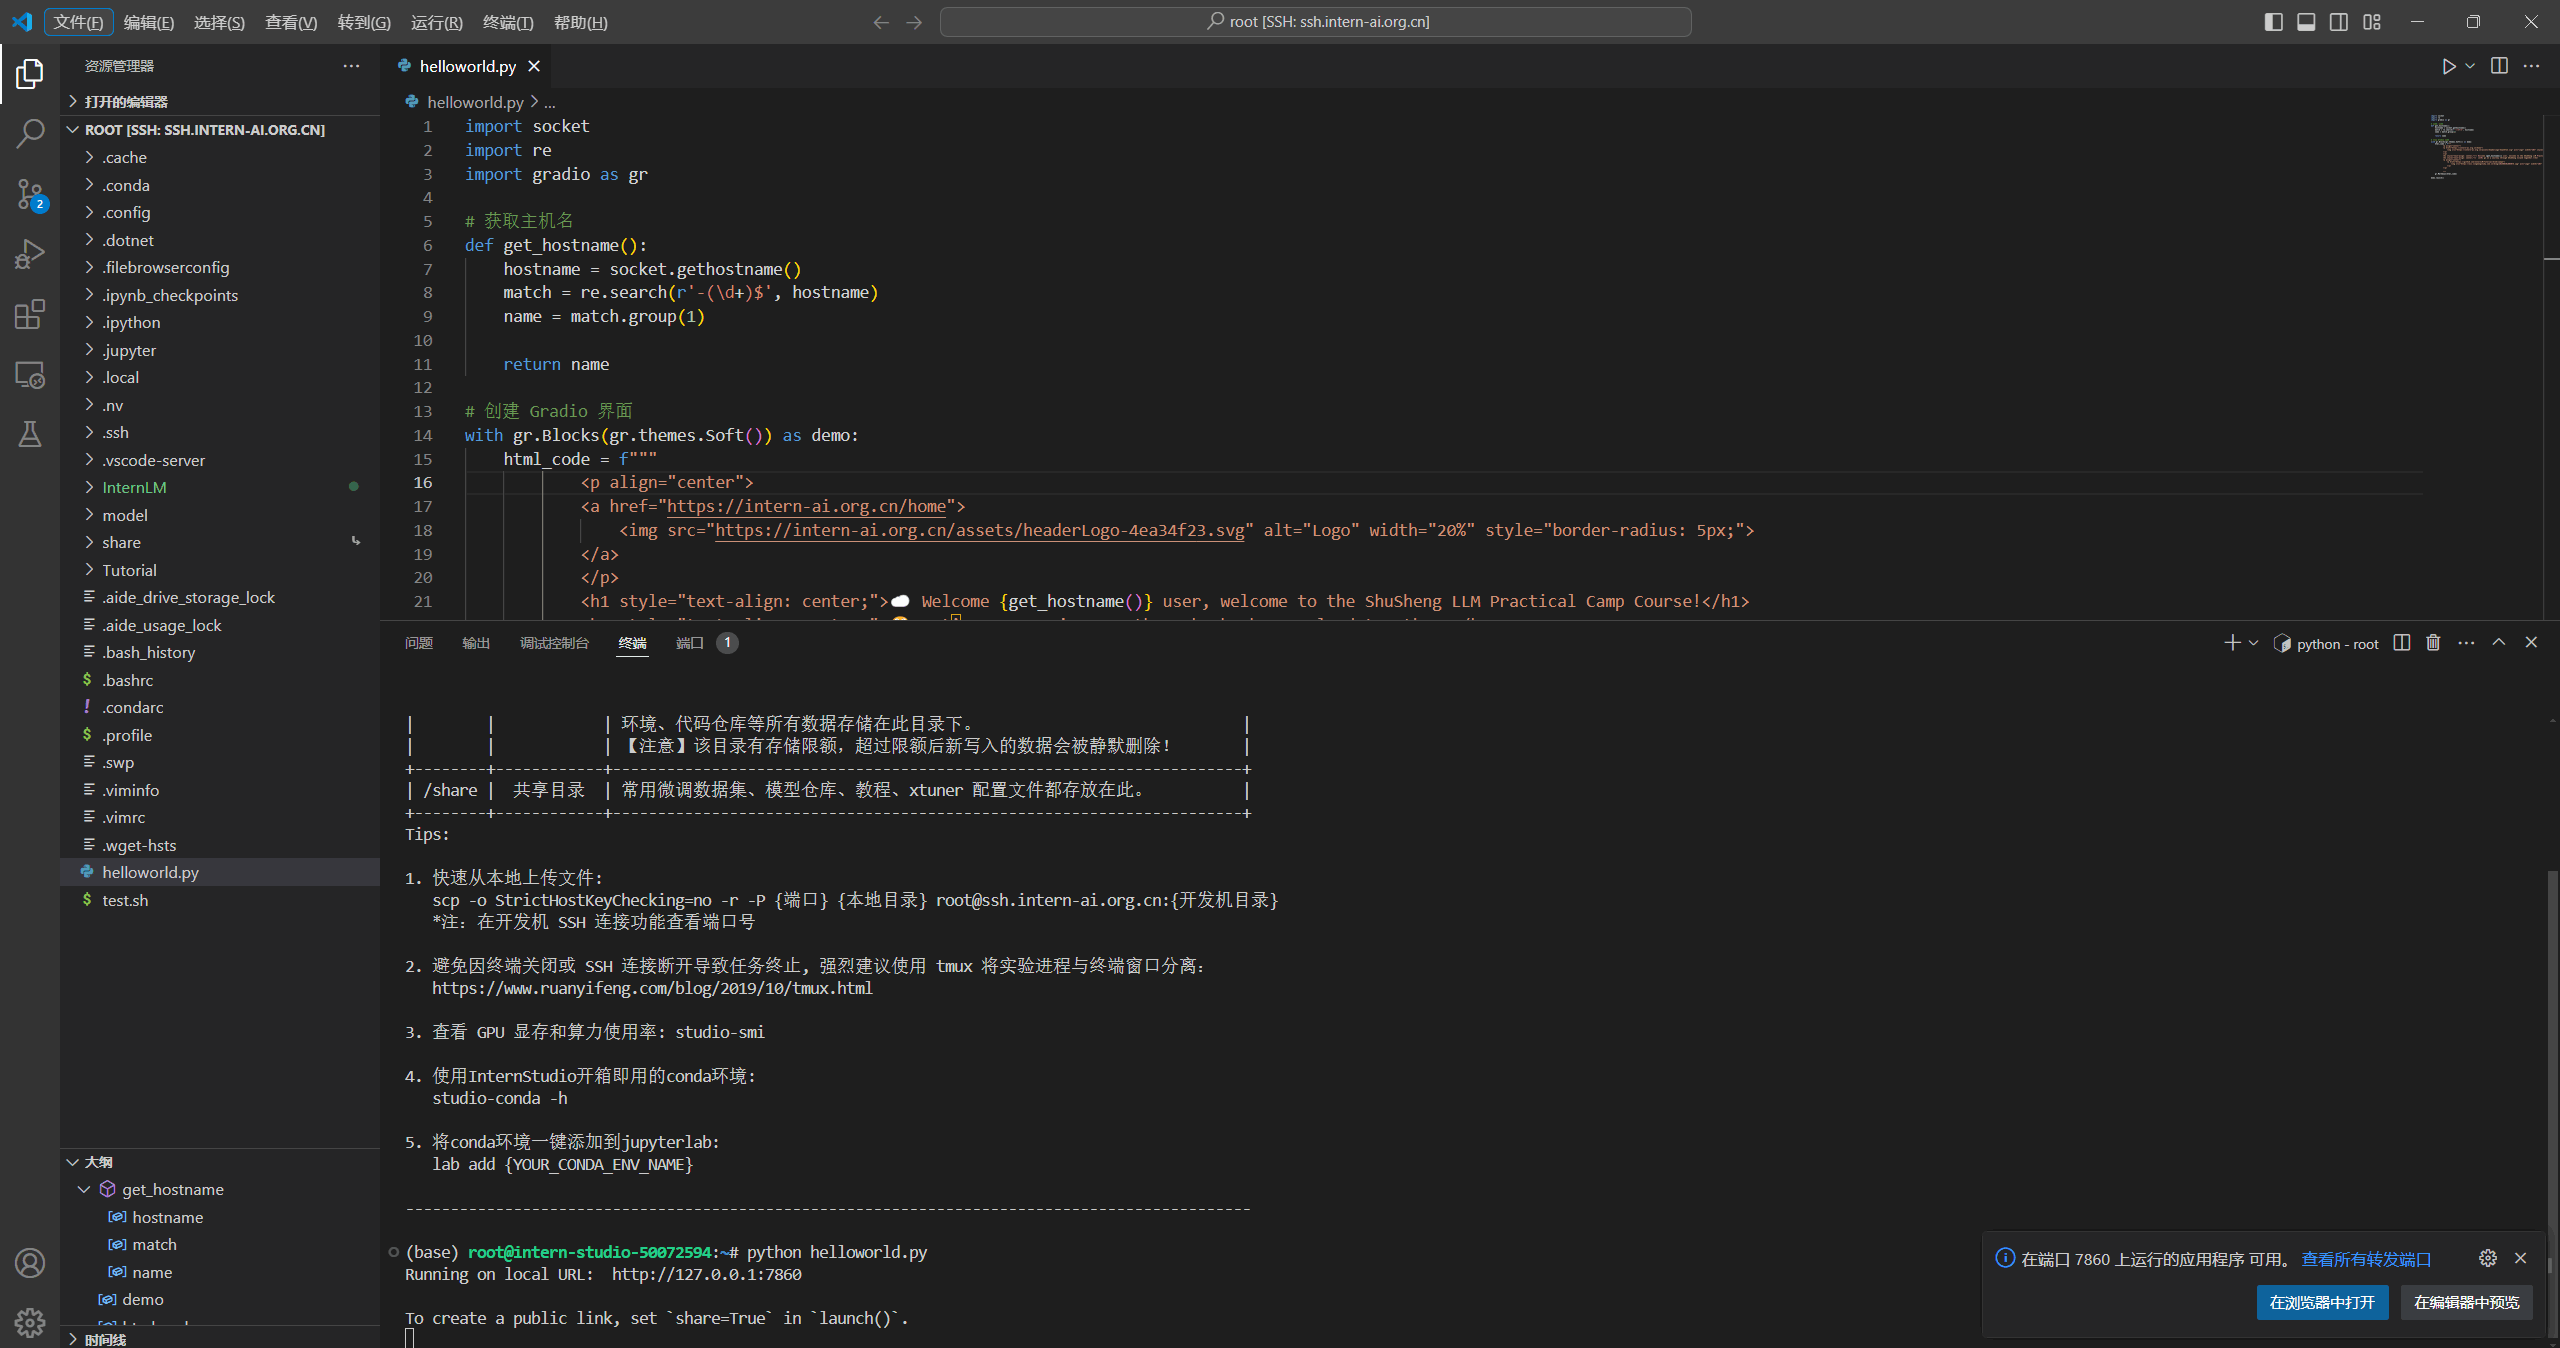 文件(F) 编辑(E) 选择(S) 查看(V) 转到(G) 运行(R) 终端(T) 帮助(H)
root [SSH: ssh.intern-ai.org.cn]
资源管理器
打开的编辑器
ROOT [SSH: SSH.INTERN-AI.ORG.CN]
.cache
.conda
.config
.dotnet
.filebrowserconfig
.ipynb_checkpoints
.ipython
.jupyter
.local
.nv
.ssh
.vscode-server
InternLM
model
share
Tutorial
.aide_drive_storage_lock
.aide_usage_lock
.bash_history
.bashrc
.condarc
.profile
.swp
.viminfo
.vimrc
.wget-hsts
helloworld.py
test.sh
大纲
get_hostname
hostname
match
name
demo
时间线
2
helloworld.py
helloworld.py > ...
1 import socket
2 import re
3 import gradio as gr
4
5 # 获取主机名
6 def get_hostname():
7 hostname = socket.gethostname()
8 match = re.search(r'-(\d+)$', hostname)
9 name = match.group(1)
10
11 return name
12
13 # 创建 Gradio 界面
14 with gr.Blocks(gr.themes.Soft()) as demo:
15 html_code = f"""
16 <p align="center">
17 <a href="https://intern-ai.org.cn/home">
18 <img src="https://intern-ai.org.cn/assets/headerLogo-4ea34f23.svg" alt="Logo" width="20%" style="border-radius: 5px;">
19 </a>
20 </p>
21 <h1 style="text-align: center;">☁️ Welcome {get_hostname()} user, welcome to the ShuSheng LLM Practical Camp Course!</h1>
问题 输出 调试控制台 终端 端口 1
python - root
| | | 环境、代码仓库等所有数据存储在此目录下。 |
| | | 【注意】该目录有存储限额，超过限额后新写入的数据会被静默删除！ |
| /share | 共享目录 | 常用微调数据集、模型仓库、教程、xtuner 配置文件都存放在此。 |
Tips:
1. 快速从本地上传文件:
scp -o StrictHostKeyChecking=no -r -P {端口} {本地目录} root@ssh.intern-ai.org.cn:{开发机目录}
*注: 在开发机 SSH 连接功能查看端口号
2. 避免因终端关闭或 SSH 连接断开导致任务终止, 强烈建议使用 tmux 将实验进程与终端窗口分离:
https://www.ruanyifeng.com/blog/2019/10/tmux.html
3. 查看 GPU 显存和算力使用率: studio-smi
4. 使用InternStudio开箱即用的conda环境:
studio-conda -h
5. 将conda环境一键添加到jupyterlab:
lab add {YOUR_CONDA_ENV_NAME}
(base) root@intern-studio-50072594:~# python helloworld.py
Running on local URL: http://127.0.0.1:7860
To create a public link, set `share=True` in `launch()`.
在端口 7860 上运行的应用程序 可用。 查看所有转发端口
在浏览器中打开 在编辑器中预览